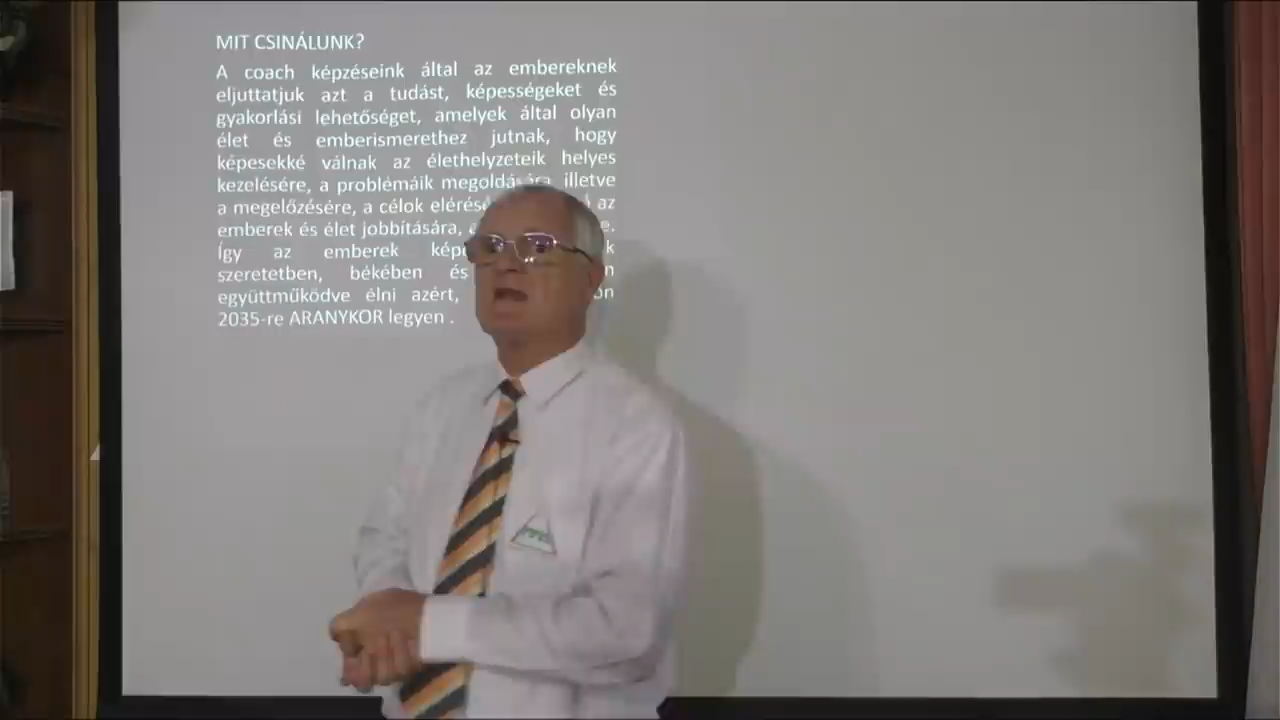 MIT CSINÁLUNK?
A coach képzéseink által az embereknek
eljuttatjuk azt a tudást, képességeket és
gyakorlási lehetőséget, amelyek által olyan
élet és emberismerethez jutnak, hogy
képesekké válnak az élethelyzeteik helyes
kezelésére, a problémáik megoldására, illetve
a megelőzésére, a célok az
emberek és élet jobbítására,
Így az emberek
szeretetben, békében és
együttműködve élni azért,
2035-re ARANYKOR legyen .